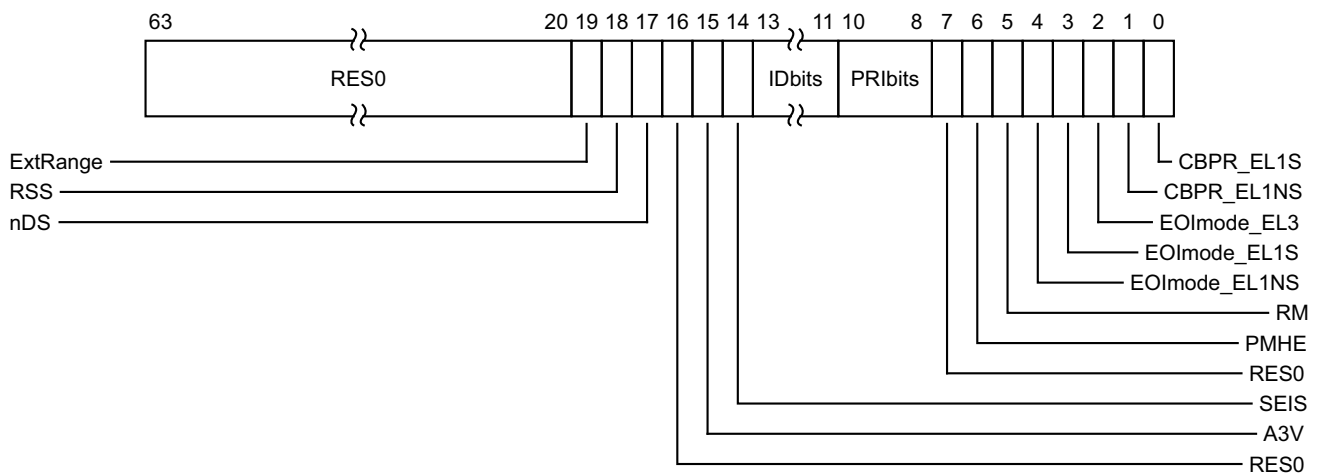 63 20 19 18 17 16 15 14 13 11 10 8 7 6 5 4 3 2 1 0
RES0 IDbits PRIbits
ExtRange CBPR_EL1S
RSS CBPR_EL1NS
nDS EOImode_EL3
EOImode_EL1S
EOImode_EL1NS
RM
PMHE
RES0
SEIS
A3V
RES0